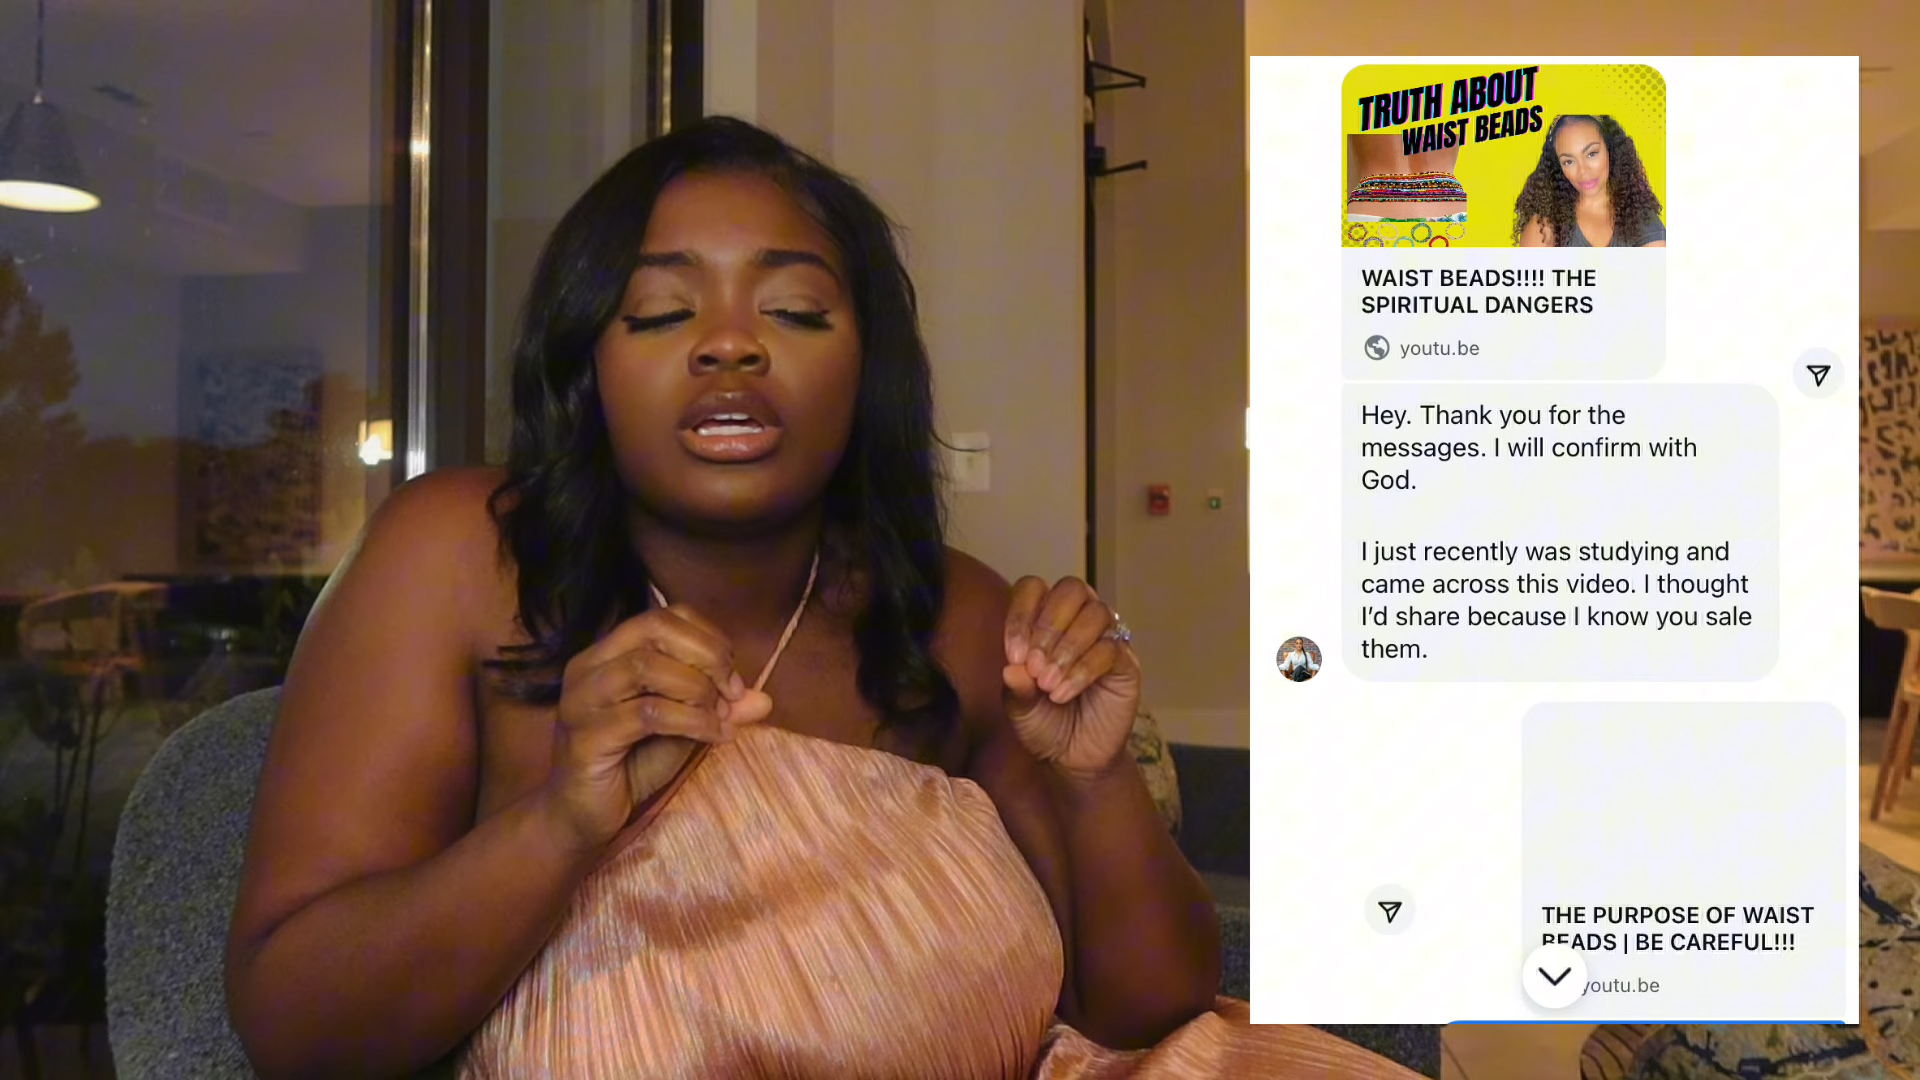 TRUTH ABOUT
WAIST BEADS
WAIST BEADS!!!! THE
SPIRITUAL DANGERS
youtu.be
Hey. Thank you for the
messages. I will confirm with
God.
I just recently was studying and
came across this video. I thought
I'd share because I know you sale
them.
THE PURPOSE OF WAIST
BEADS | BE CAREFUL!!!
youtu.be